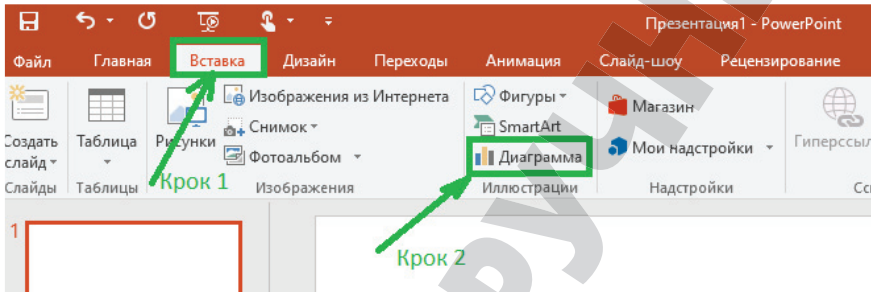 Презентация1 - PowerPoint
Файл Главная Вставка Дизайн Переходы Анимация Слайд-шоу Рецензирование
Изображения из Интернета Фигуры Магазин
Снимок SmartArt
Создать Таблица Рисунки Мои надстройки
слайд Фотоальбом Диаграмма
Слайды Таблицы Изображения Иллюстрации Надстройки
Крок 1
1
Крок 2